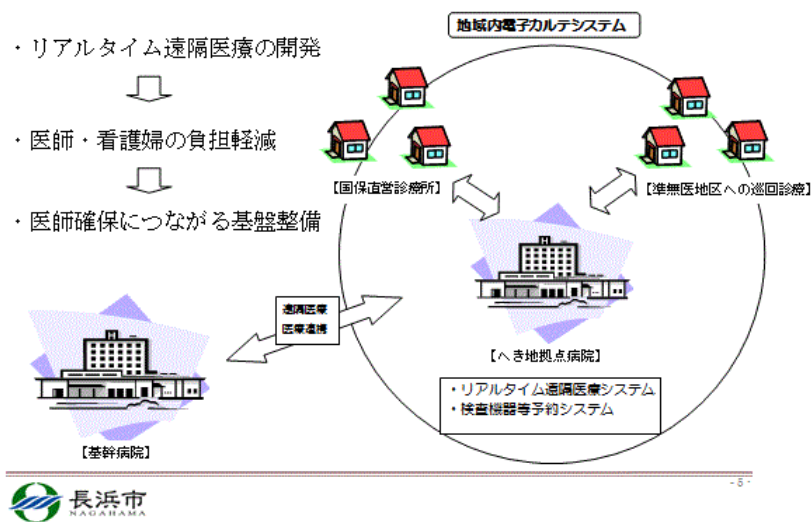 地域内電子カルテシステム
・リアルタイム遠隔医療の開発
・医師・看護婦の負担軽減
・医師確保につながる基盤整備
【国保直営診療所】
【準無医地区への巡回診療】
遠隔医療
医療連携
【へき地拠点病院】
・リアルタイム遠隔医療システム
・検査機器等予約システム
【基幹病院】
- 5 -
長浜市
NAGAHAMA